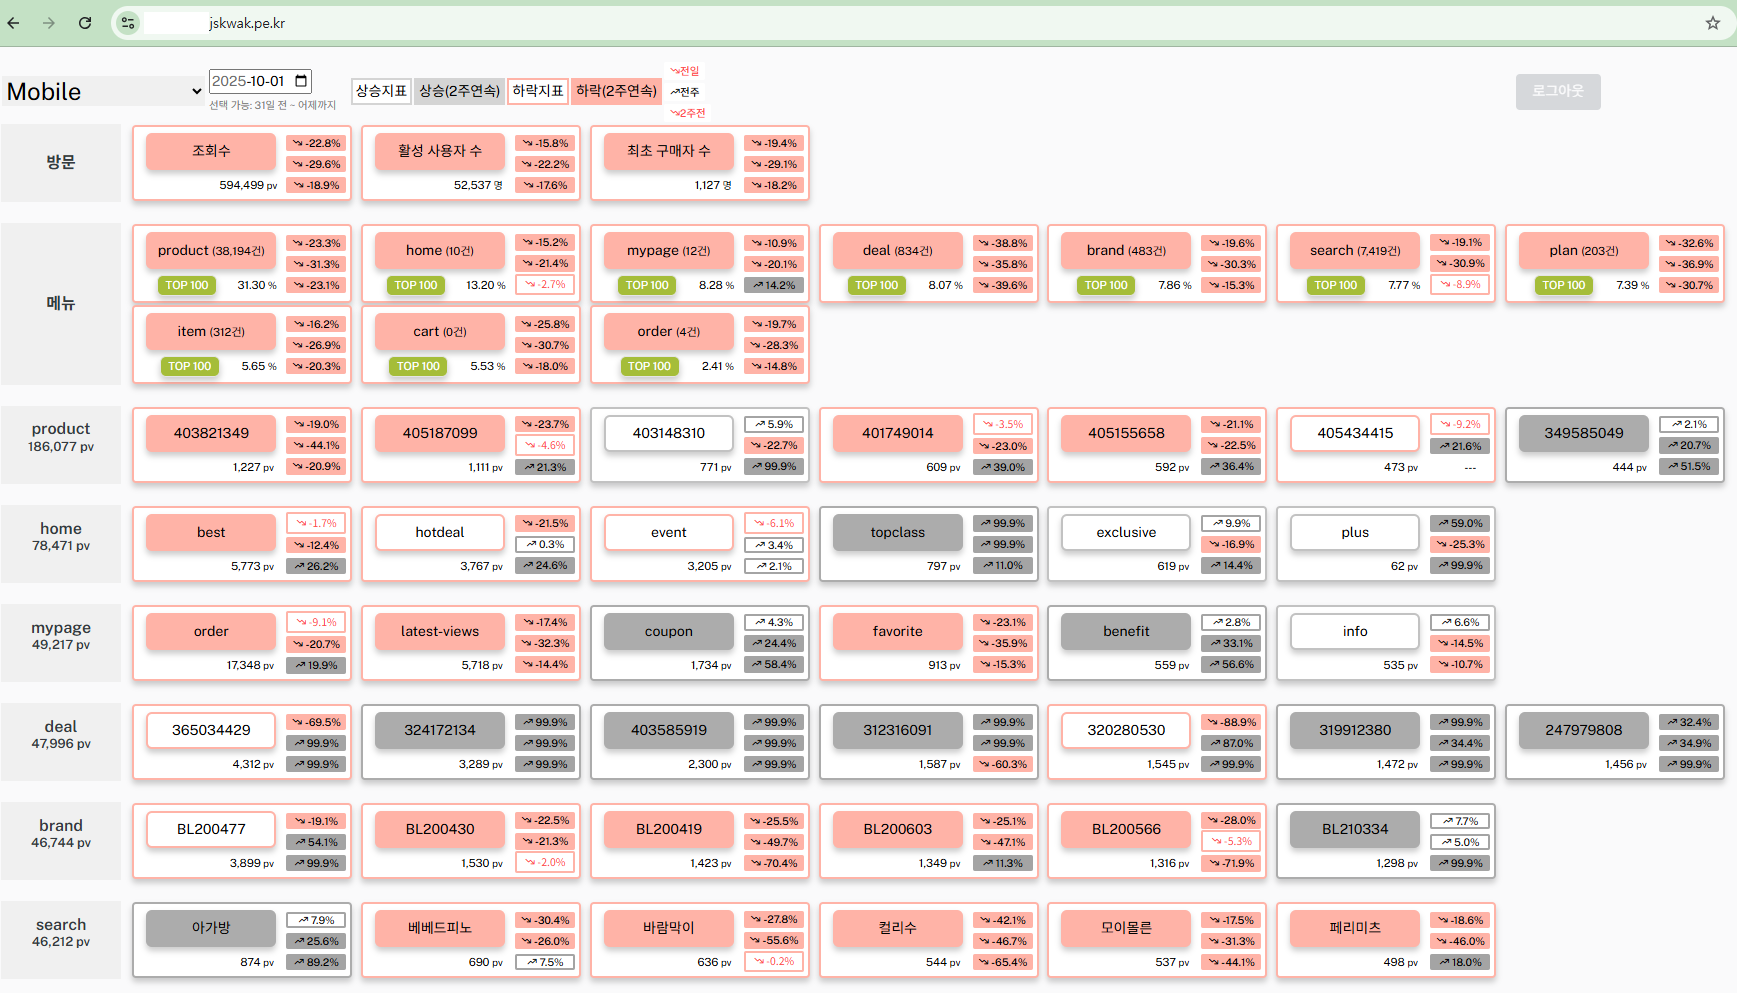 jskwak.pe.kr
Mobile
2025-10-01
선택 가능: 31일 전 ~ 어제까지
상승지표 상승(2주연속) 하락지표 하락(2주연속)
전일
전주
2주전
로그아웃
방문
조회수 -22.8% -29.6% 594,499 pv -18.9%
활성 사용자 수 -15.8% -22.2% 52,537 명 -17.6%
최초 구매자 수 -19.4% -29.1% 1,127 명 -18.2%
메뉴
product (38,194건) -23.3% -31.3% TOP 100 31.30 % -23.1%
home (10건) -15.2% -21.4% TOP 100 13.20 % -2.7%
mypage (12건) -10.9% -20.1% TOP 100 8.28 % 14.2%
deal (834건) -38.8% -35.8% TOP 100 8.07 % -39.6%
brand (483건) -19.6% -30.3% TOP 100 7.86 % -15.3%
search (7,419건) -19.1% -30.9% TOP 100 7.77 % -8.9%
plan (203건) -32.6% -36.9% TOP 100 7.39 % -30.7%
item (312건) -16.2% -26.9% TOP 100 5.65 % -20.3%
cart (0건) -25.8% -30.7% TOP 100 5.53 % -18.0%
order (4건) -19.7% -28.3% TOP 100 2.41 % -14.8%
product
186,077 pv
403821349 -19.0% -44.1% 1,227 pv -20.9%
405187099 -23.7% -4.6% 1,111 pv 21.3%
403148310 5.9% -22.7% 771 pv 99.9%
401749014 -3.5% -23.0% 609 pv 39.0%
405155658 -21.1% -22.5% 592 pv 36.4%
405434415 -9.2% 21.6% 473 pv ---
349585049 2.1% 20.7% 444 pv 51.5%
home
78,471 pv
best -1.7% -12.4% 5,773 pv 26.2%
hotdeal -21.5% 0.3% 3,767 pv 24.6%
event -6.1% 3.4% 3,205 pv 2.1%
topclass 99.9% 99.9% 797 pv 11.0%
exclusive 9.9% -16.9% 619 pv 14.4%
plus 59.0% -25.3% 62 pv 99.9%
mypage
49,217 pv
order -9.1% -20.7% 17,348 pv 19.9%
latest-views -17.4% -32.3% 5,718 pv -14.4%
coupon 4.3% 24.4% 1,734 pv 58.4%
favorite -23.1% -35.9% 913 pv -15.3%
benefit 2.8% 33.1% 559 pv 56.6%
info 6.6% -14.5% 535 pv -10.7%
deal
47,996 pv
365034429 -69.5% 99.9% 4,312 pv 99.9%
324172134 99.9% 99.9% 3,289 pv 99.9%
403585919 99.9% 99.9% 2,300 pv 99.9%
312316091 99.9% 99.9% 1,587 pv -60.3%
320280530 -88.9% 87.0% 1,545 pv 99.9%
319912380 99.9% 34.4% 1,472 pv 99.9%
247979808 32.4% 34.9% 1,456 pv 99.9%
brand
46,744 pv
BL200477 -19.1% 54.1% 3,899 pv 99.9%
BL200430 -22.5% -21.3% 1,530 pv -2.0%
BL200419 -25.5% -49.7% 1,423 pv -70.4%
BL200603 -25.1% -47.1% 1,349 pv 11.3%
BL200566 -28.0% -5.3% 1,316 pv -71.9%
BL210334 7.7% 5.0% 1,298 pv 99.9%
search
46,212 pv
아가방 7.9% 25.6% 874 pv 89.2%
베베드피노 -30.4% -26.0% 690 pv 7.5%
바람막이 -27.8% -55.6% 636 pv -0.2%
컬리수 -42.1% -46.7% 544 pv -65.4%
모이몰른 -17.5% -31.3% 537 pv -44.1%
페리미츠 -18.6% -46.0% 498 pv 18.0%